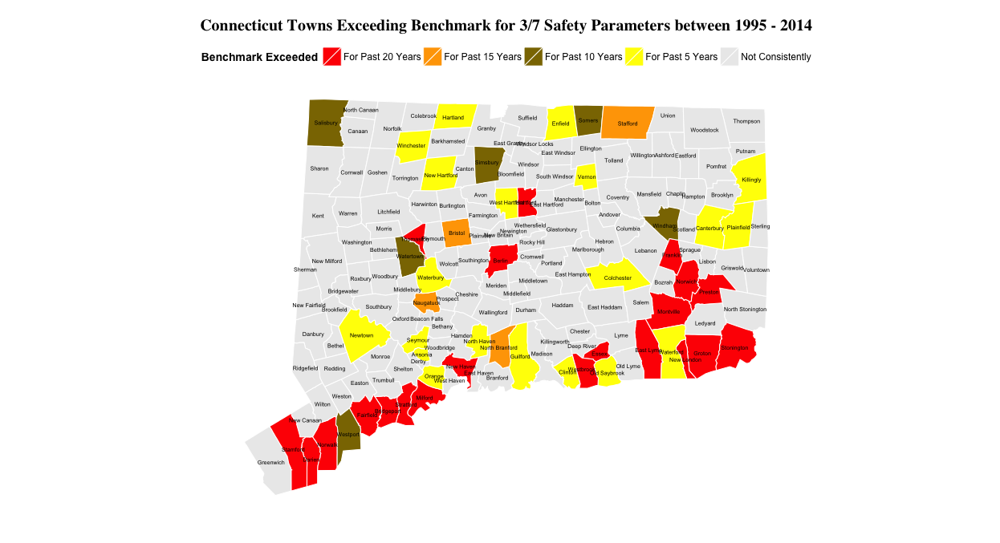 Connecticut Towns Exceeding Benchmark for 3/7 Safety Parameters between 1995 - 2014
Benchmark Exceeded For Past 20 Years For Past 15 Years For Past 10 Years For Past 5 Years Not Consistently
North Canaan
Colebrook
Hartland
Suffield
Union
Salisbury
Enfield
Somers
Stafford
Thompson
Canaan
Norfolk
Granby
Woodstock
Winchester
Barkhamsted
East Granby
Windsor Locks
East Windsor
Ellington
Willington
Ashford
Eastford
Putnam
Tolland
Sharon
Cornwall
Goshen
Torrington
New Hartford
Canton
Simsbury
Bloomfield
Windsor
South Windsor
Vernon
Pomfret
Killingly
Avon
West Hartford
Hartford
East Hartford
Manchester
Bolton
Coventry
Mansfield
Chaplin
Hampton
Brooklyn
Kent
Warren
Litchfield
Harwinton
Burlington
Farmington
Andover
Morris
Thomaston
Plymouth
Bristol
Plainville
New Britain
Newington
Wethersfield
Glastonbury
Columbia
Windham
Scotland
Canterbury
Plainfield
Sterling
Washington
Bethlehem
Watertown
Rocky Hill
Hebron
Marlborough
Lebanon
Franklin
Sprague
New Milford
Wolcott
Southington
Berlin
Cromwell
Portland
Lisbon
Griswold
Voluntown
Sherman
Roxbury
Woodbury
Waterbury
East Hampton
Colchester
Bozrah
Norwich
Bridgewater
Middlebury
Prospect
Cheshire
Meriden
Middletown
Middlefield
Preston
New Fairfield
Brookfield
Southbury
Naugatuck
Wallingford
Durham
Haddam
East Haddam
Salem
Montville
North Stonington
Oxford
Beacon Falls
Bethany
Ledyard
Danbury
Newtown
Seymour
Hamden
North Haven
North Branford
Guilford
Killingworth
Chester
Lyme
Bethel
Woodbridge
Madison
Deep River
Essex
East Lyme
Waterford
New London
Groton
Stonington
Monroe
Ansonia
Derby
Ridgefield
Redding
Shelton
Orange
New Haven
West Haven
East Haven
Branford
Clinton
Westbrook
Old Saybrook
Old Lyme
Easton
Trumbull
Weston
Milford
Wilton
Stratford
Bridgeport
Fairfield
New Canaan
Westport
Norwalk
Stamford
Darien
Greenwich